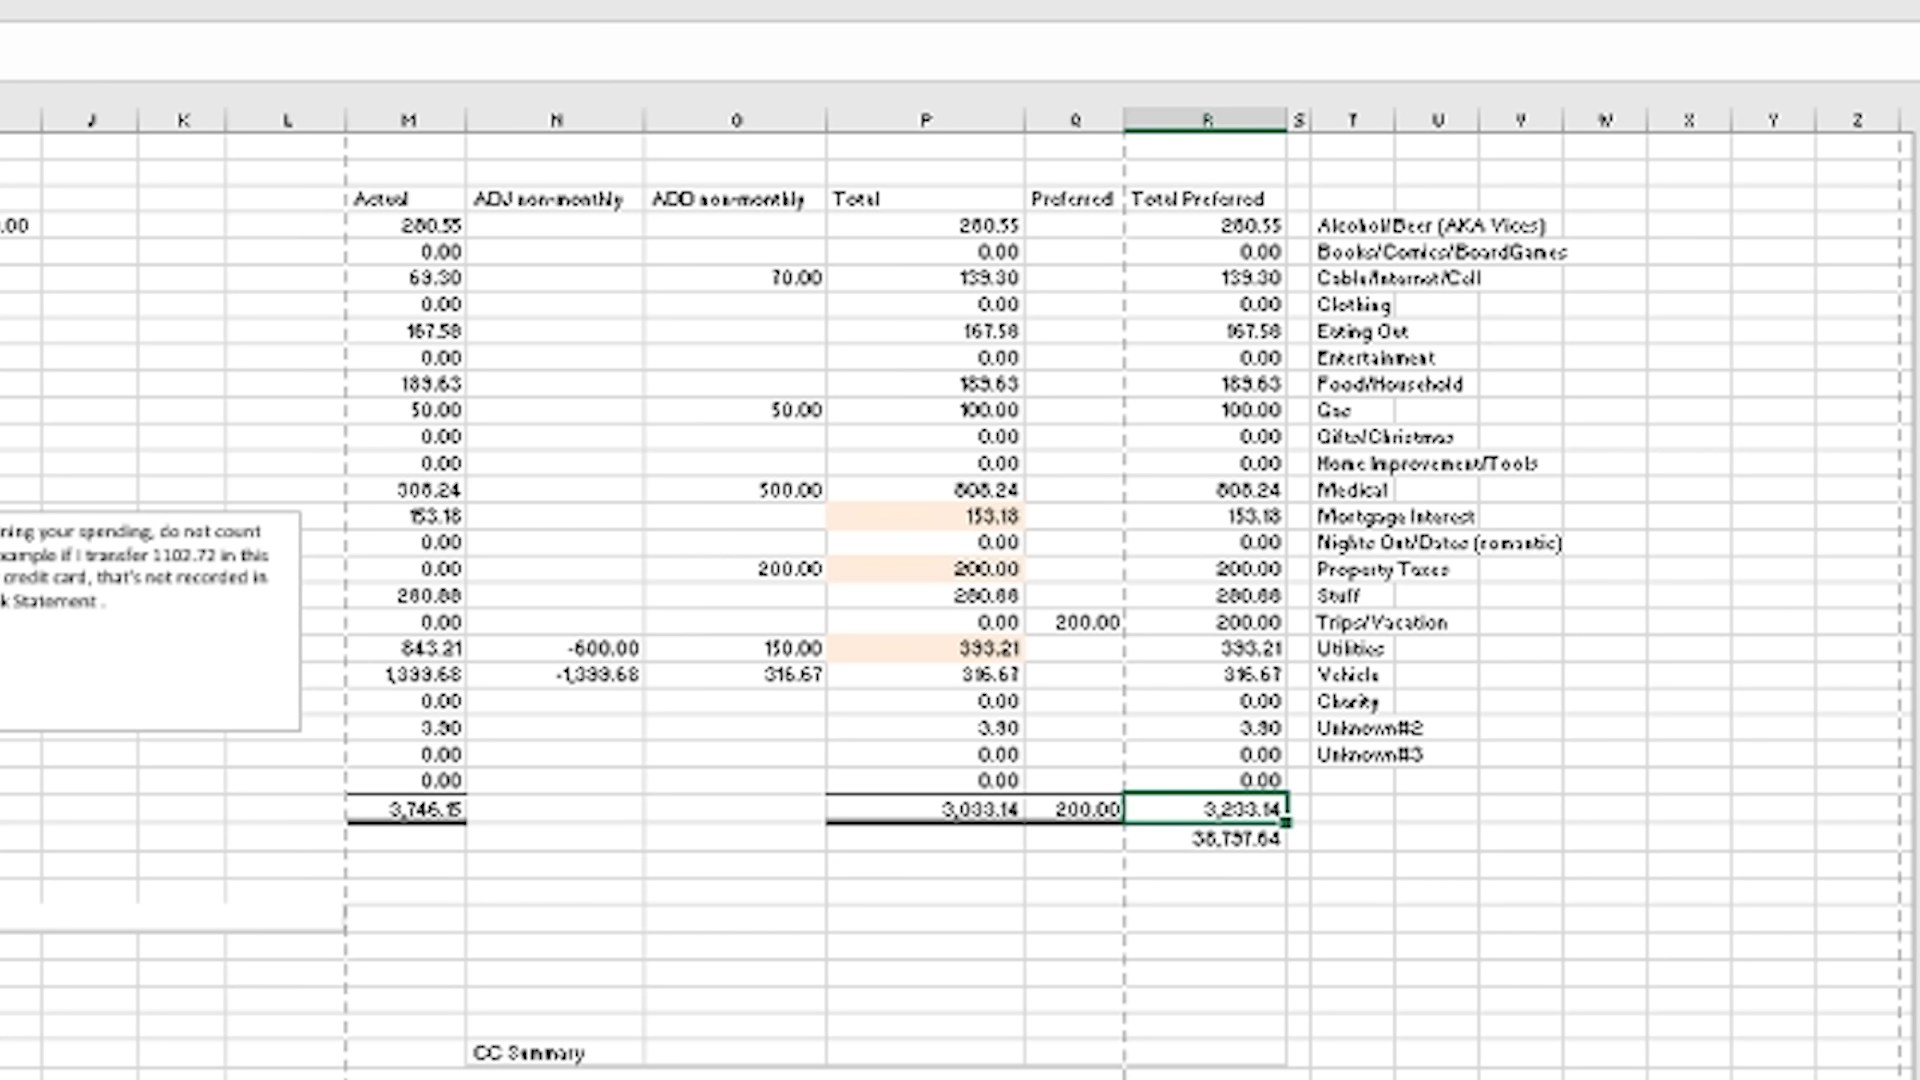 J K L M N O P Q R S T U V W X Y Z
Actual ADJ non-monthly ADD non-monthly Total Preferred Total Preferred
.00 280.55 280.55 280.55 Alcohol/Beer (AKA Vices)
0.00 0.00 0.00 Books/Comics/BoardGames
69.30 70.00 139.30 139.30 Cable/Internet/Cell
0.00 0.00 0.00 Clothing
167.58 167.58 167.58 Eating Out
0.00 0.00 0.00 Entertainment
189.63 189.63 189.63 Food/Household
50.00 50.00 100.00 100.00 Gas
0.00 0.00 0.00 Gifts/Christmas
0.00 0.00 0.00 Home Improvement/Tools
308.24 500.00 808.24 808.24 Medical
153.18 153.18 153.18 Mortgage Interest
0.00 0.00 0.00 Nights Out/Dates (romantic)
0.00 200.00 200.00 200.00 Property Taxes
280.88 280.88 280.88 Stuff
0.00 0.00 200.00 200.00 Trips/Vacation
843.21 -600.00 150.00 393.21 393.21 Utilities
1,399.68 -1,399.68 316.67 316.67 316.67 Vehicle
0.00 0.00 0.00 Charity
3.90 3.90 3.90 Unknown#2
0.00 0.00 0.00 Unknown#3
0.00 0.00 0.00
3,746.15 3,033.14 200.00 3,233.14
38,797.64
ning your spending, do not count
xample if I transfer 1102.72 in this
credit card, that's not recorded in
k Statement .
CC Summary